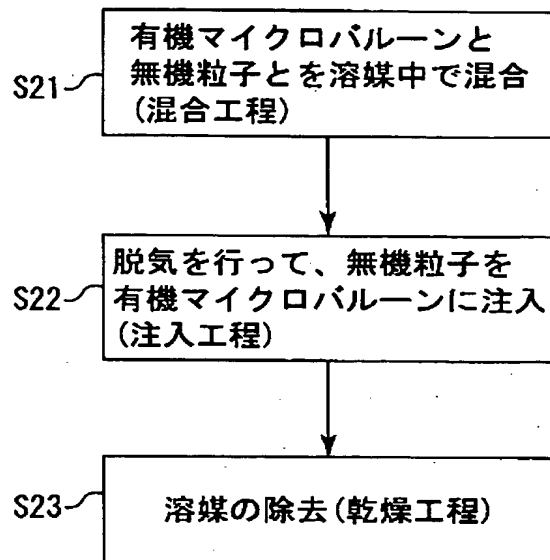 有機マイクロバルーンと
無機粒子とを溶媒中で混合
(混合工程)
S21
脱気を行って、無機粒子を
有機マイクロバルーンに注入
(注入工程)
S22
溶媒の除去(乾燥工程)
S23